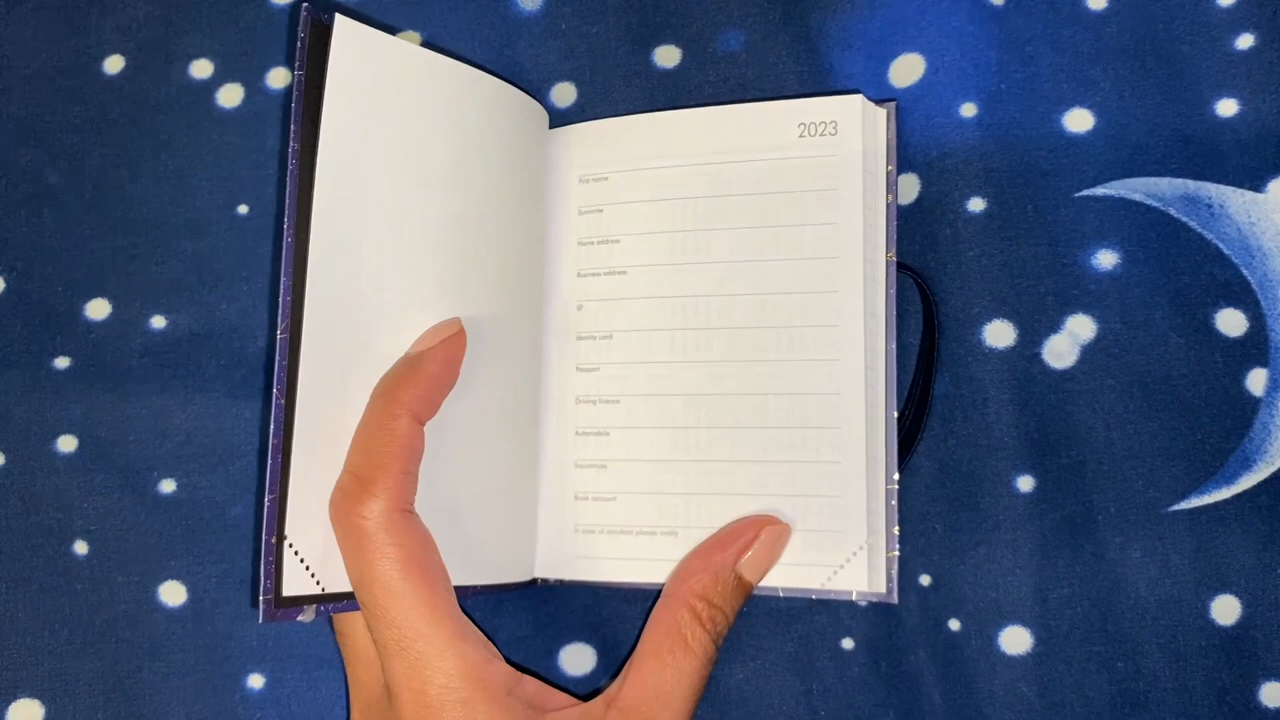 2023
First name
Surname
Home address
Business address
@
Identity card
Passport
Driving licence
Automobile
Insurances
Bank account
In case of accident please notify